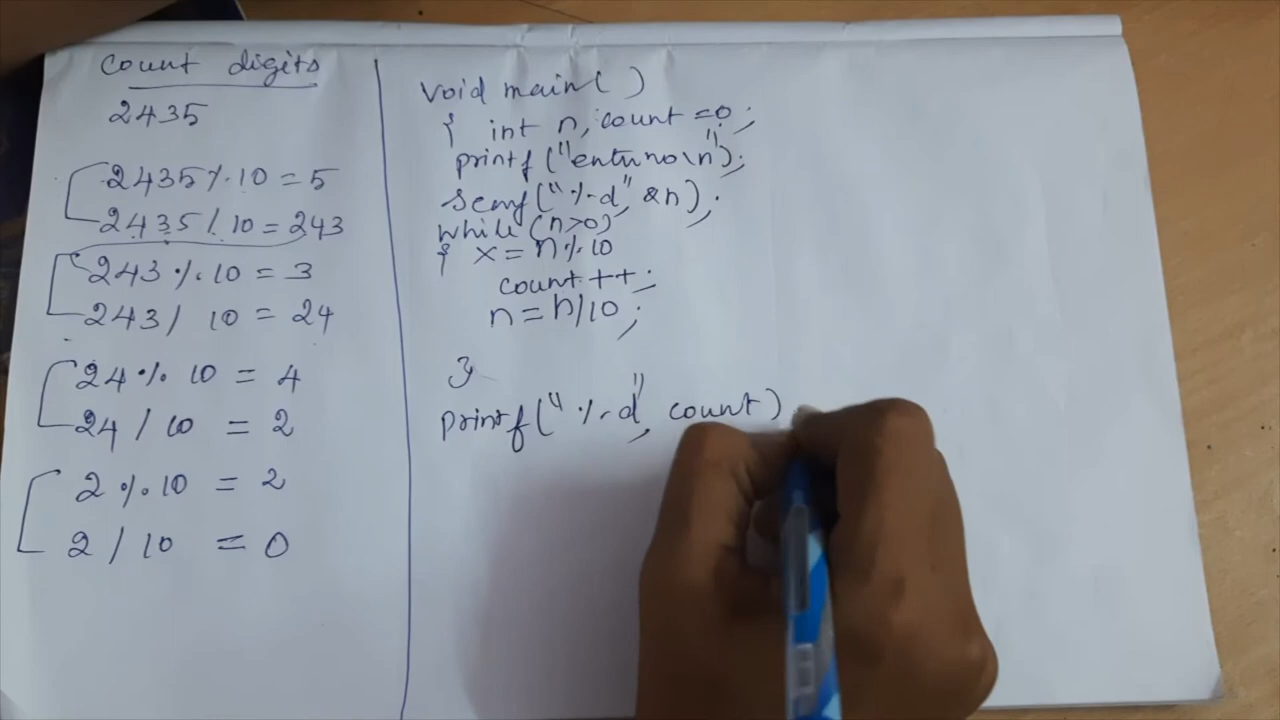 count digits
2435
2435 % 10 = 5
2435 / 10 = 243
243 % 10 = 3
243 / 10 = 24
24 % 10 = 4
24 / 10 = 2
2 % 10 = 2
2 / 10 = 0
void main( )
{ int n, count = 0;
printf ("enter no \n");
scanf ("%d", &n);
while (n>0)
{ x = n % 10
count ++;
n = n/10;
}
printf ("%d", count)